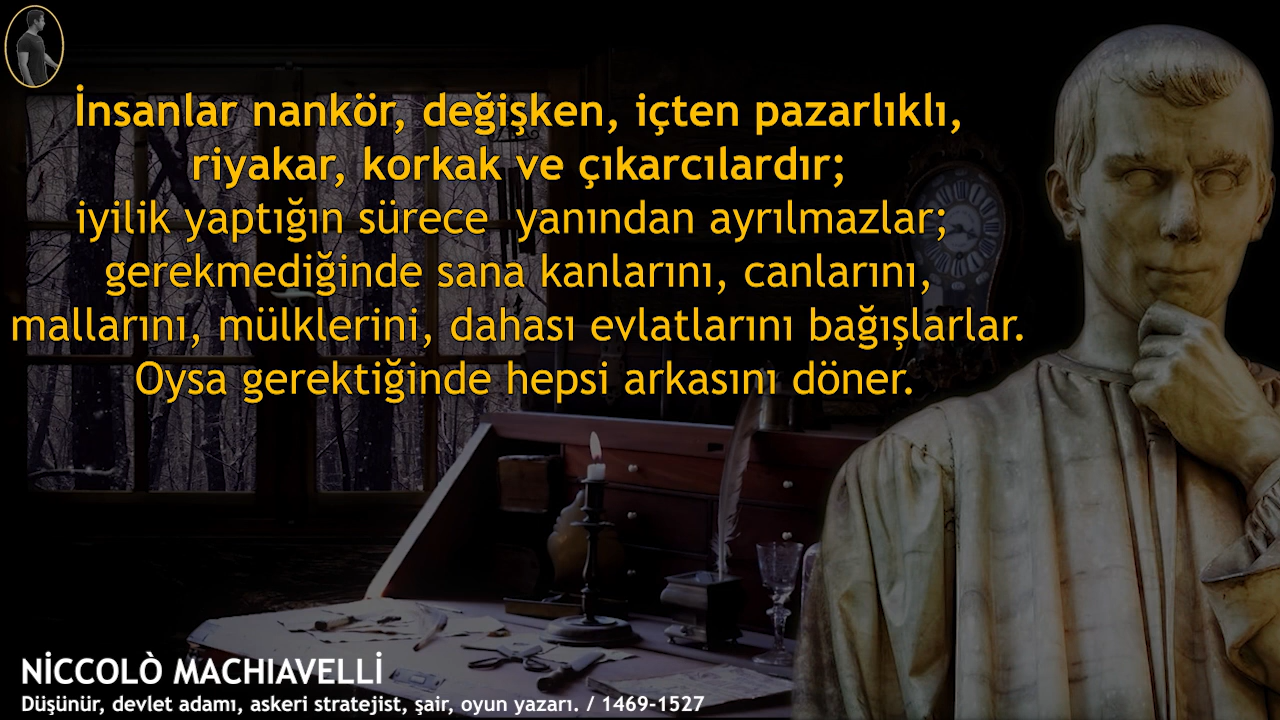 İnsanlar nankör, değişken, içten pazarlıklı,
riyakar, korkak ve çıkarcılardır;
iyilik yaptığın sürece yanından ayrılmazlar;
gerekmediğinde sana kanlarını, canlarını,
mallarını, mülklerini, dahası evlatlarını bağışlarlar.
Oysa gerektiğinde hepsi arkasını döner.
NİCCOLÒ MACHIAVELLİ
Düşünür, devlet adamı, askeri stratejist, şair, oyun yazarı. / 1469-1527